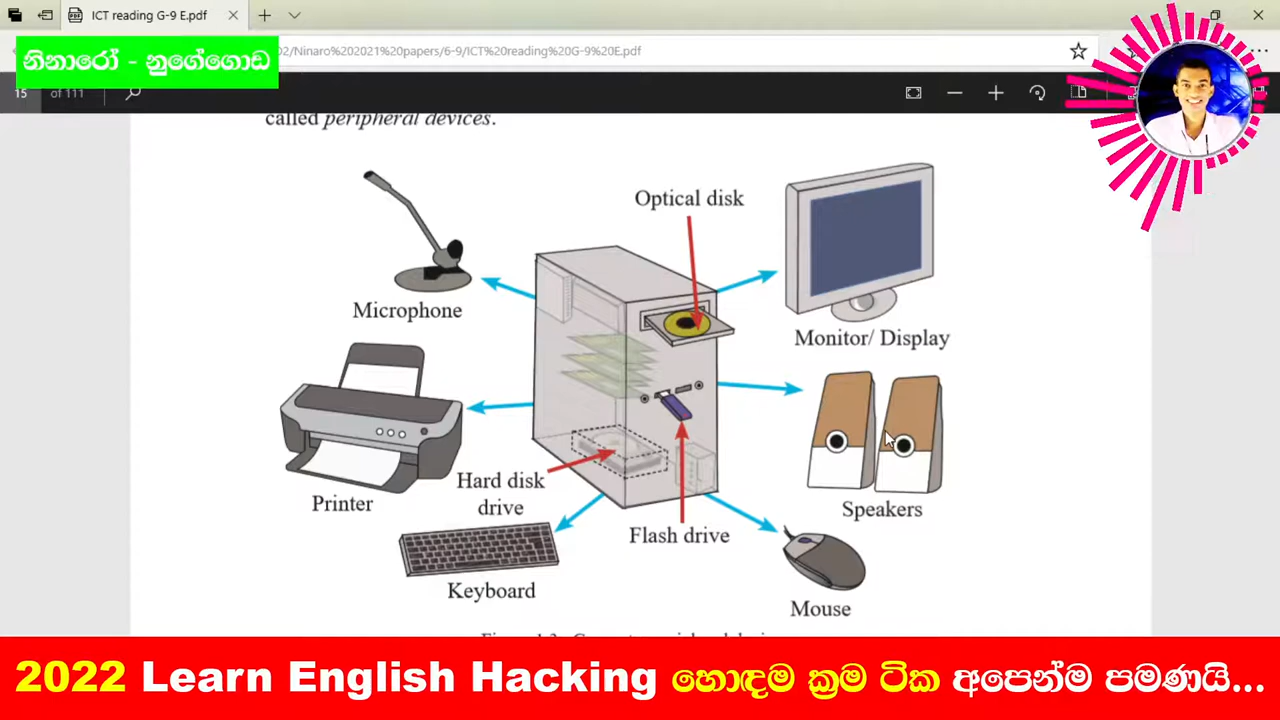 ICT reading G-9 E.pdf
නිනාරෝ - නුගේගොඩ
02/Ninaro%202021%20papers/6-9/ICT%20reading%20G-9%20E.pdf
15 of 111
called peripheral devices.
Optical disk
Microphone
Monitor/ Display
Hard disk
drive
Printer
Speakers
Flash drive
Keyboard
Mouse
2022 Learn English Hacking හොඳම ක්‍රම ටික අපෙන්ම පමණයි...